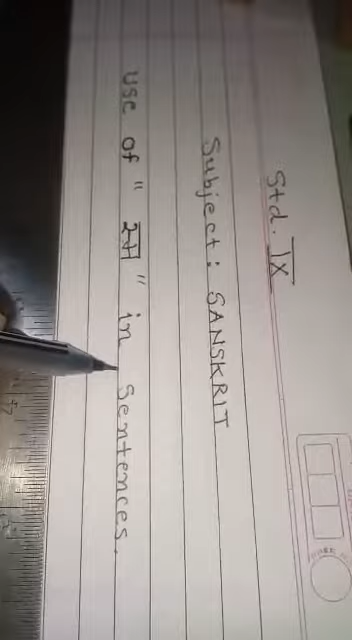 Std. IX
Subject: SANSKRIT
Use of " स्म " in sentences.